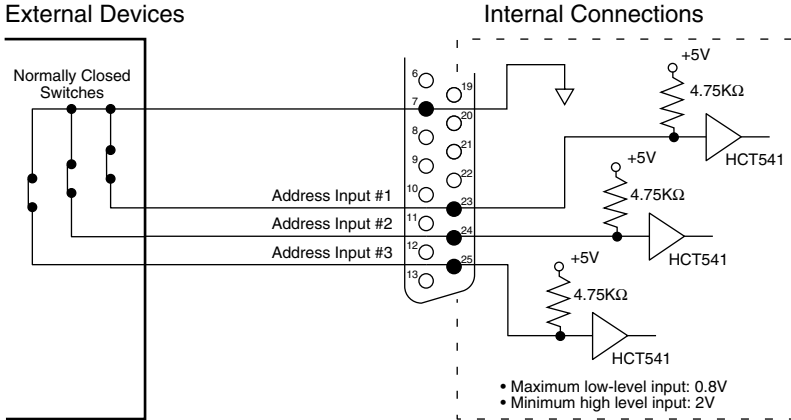 External Devices
Internal Connections
Normally Closed
Switches
+5V
4.75KΩ
HCT541
+5V
4.75KΩ
HCT541
+5V
4.75KΩ
HCT541
6
19
7
20
8
21
9
22
10
Address Input #1
23
11
Address Input #2
24
12
Address Input #3
25
13
• Maximum low-level input: 0.8V
• Minimum high level input: 2V